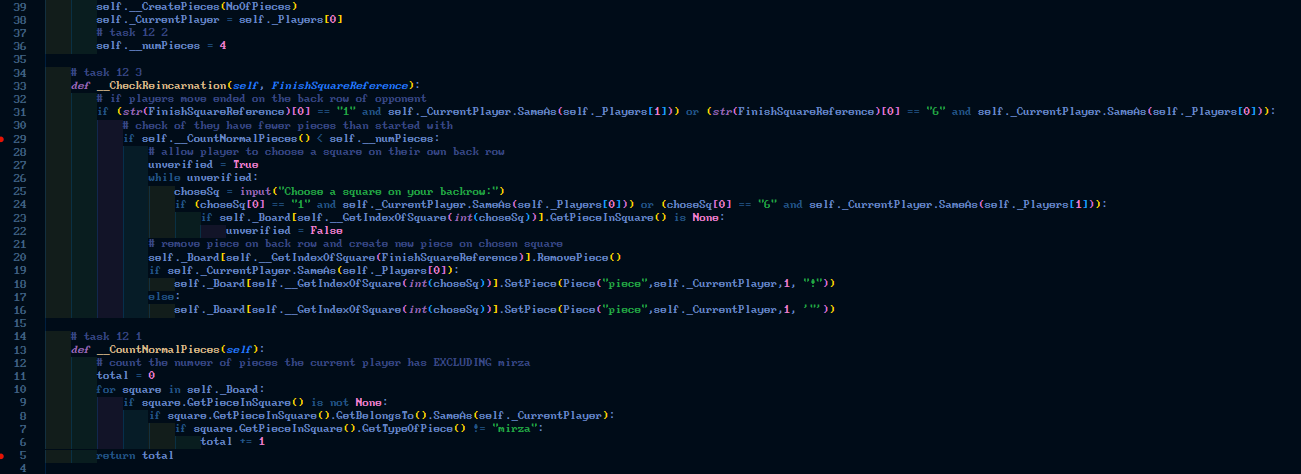 39 self.__CreatePieces(NoOfPieces)
38 self._CurrentPlayer = self._Players[0]
37 # task 12 2
36 self.__numPieces = 4
35
34 # task 12 3
33 def __CheckReincarnation(self, FinishSquareReference):
32 # if players move ended on the back row of opponent
31 if (str(FinishSquareReference)[0] == "1" and self._CurrentPlayer.SameAs(self._Players[1])) or (str(FinishSquareReference)[0] == "6" and self._CurrentPlayer.SameAs(self._Players[0])):
30 # check of they have fewer pieces than started with
29 if self.__CountNormalPieces() < self.__numPieces:
28 # allow player to choose a square on their own back row
27 unverified = True
26 while unverified:
25 choseSq = input("Choose a square on your backrow:")
24 if (choseSq[0] == "1" and self._CurrentPlayer.SameAs(self._Players[0])) or (choseSq[0] == "6" and self._CurrentPlayer.SameAs(self._Players[1])):
23 if self._Board[self.__GetIndexOfSquare(int(choseSq))].GetPieceInSquare() is None:
22 unverified = False
21 # remove piece on back row and create new piece on chosen square
20 self._Board[self.__GetIndexOfSquare(FinishSquareReference)].RemovePiece()
19 if self._CurrentPlayer.SameAs(self._Players[0]):
18 self._Board[self.__GetIndexOfSquare(int(choseSq))].SetPiece(Piece("piece",self._CurrentPlayer,1, "!"))
17 else:
16 self._Board[self.__GetIndexOfSquare(int(choseSq))].SetPiece(Piece("piece",self._CurrentPlayer,1, '"'))
15
14 # task 12 1
13 def __CountNormalPieces(self):
12 # count the numver of pieces the current player has EXCLUDING mirza
11 total = 0
10 for square in self._Board:
9 if square.GetPieceInSquare() is not None:
8 if square.GetPieceInSquare().GetBelongsTo().SameAs(self._CurrentPlayer):
7 if square.GetPieceInSquare().GetTypeOfPiece() != "mirza":
6 total += 1
5 return total
4